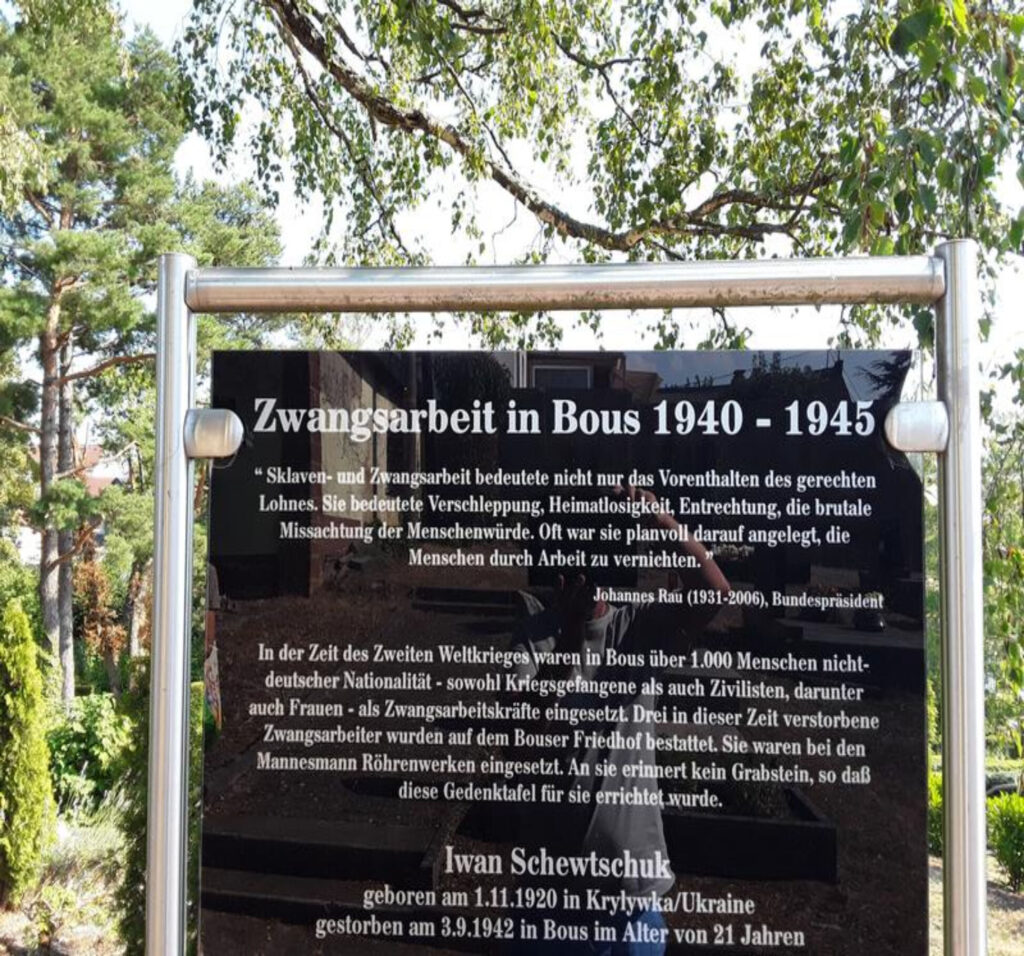 Zwangsarbeit in Bous 1940 - 1945
“ Sklaven- und Zwangsarbeit bedeutete nicht nur das Vorenthalten des gerechten
Lohnes. Sie bedeutete Verschleppung, Heimatlosigkeit, Entrechtung, die brutale
Missachtung der Menschenwürde. Oft war sie planvoll darauf angelegt, die
Menschen durch Arbeit zu vernichten. ”
Johannes Rau (1931-2006), Bundespräsident
In der Zeit des Zweiten Weltkrieges waren in Bous über 1.000 Menschen nicht-
deutscher Nationalität - sowohl Kriegsgefangene als auch Zivilisten, darunter
auch Frauen - als Zwangsarbeitskräfte eingesetzt. Drei in dieser Zeit verstorbene
Zwangsarbeiter wurden auf dem Bouser Friedhof bestattet. Sie waren bei den
Mannesmann Röhrenwerken eingesetzt. An sie erinnert kein Grabstein, so daß
diese Gedenktafel für sie errichtet wurde.
Iwan Schewtschuk
geboren am 1.11.1920 in Krylywka/Ukraine
gestorben am 3.9.1942 in Bous im Alter von 21 Jahren